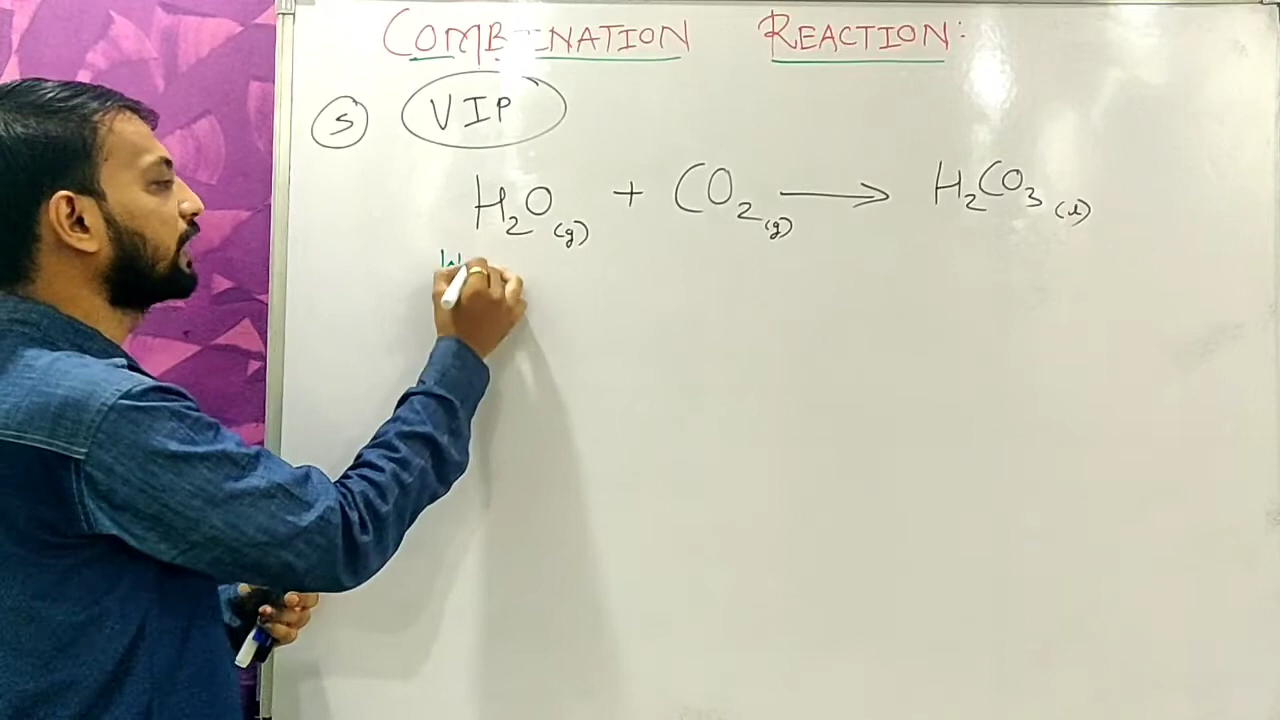 COMBINATION REACTION:
5 VIP
H₂O (g) + CO₂ (g) ⟶ H₂CO₃ (l)